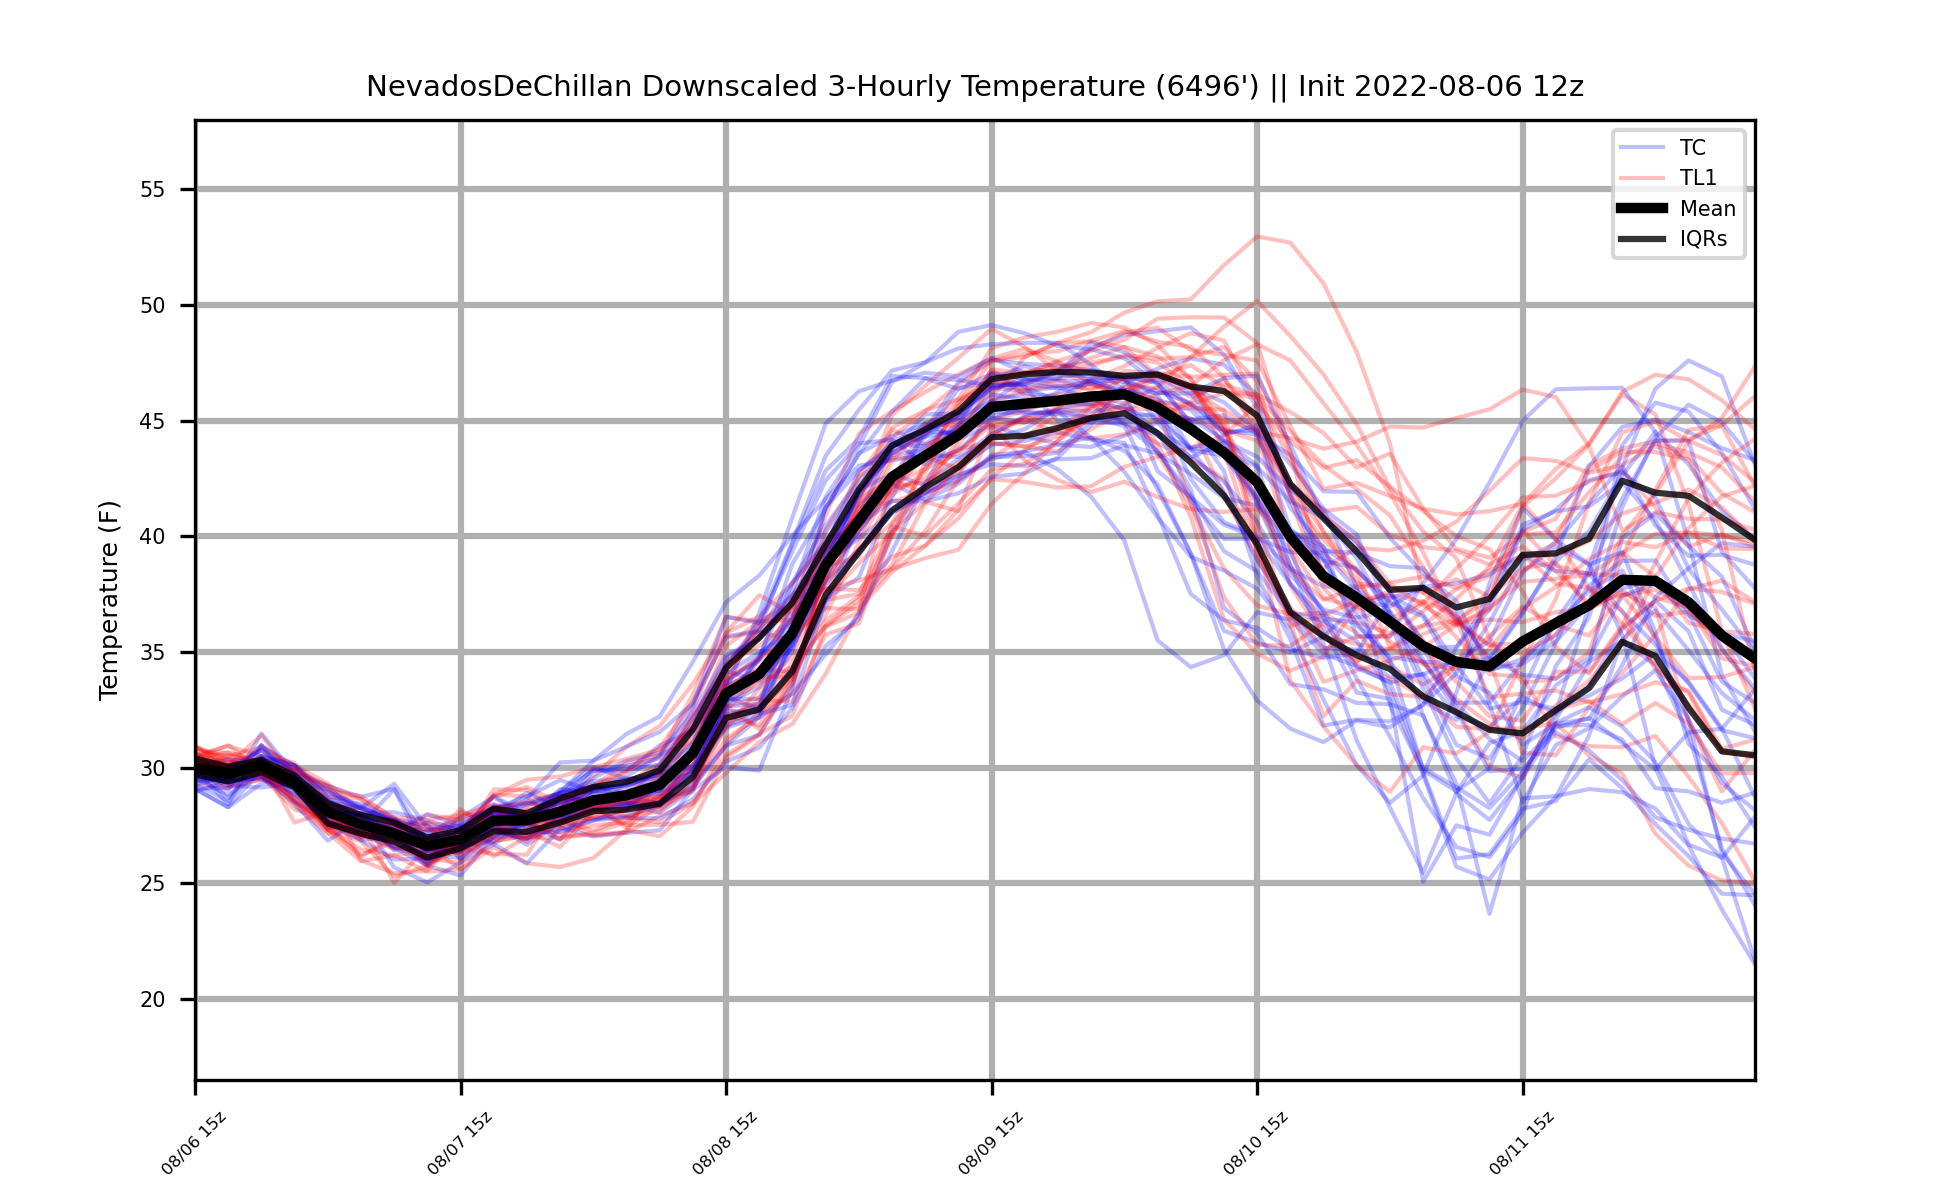 NevadosDeChillan Downscaled 3-Hourly Temperature (6496') || Init 2022-08-06 12z
TC
TL1
Mean
IQRs
Temperature (F)
55
50
45
40
35
30
25
20
08/06 15z
08/07 15z
08/08 15z
08/09 15z
08/10 15z
08/11 15z